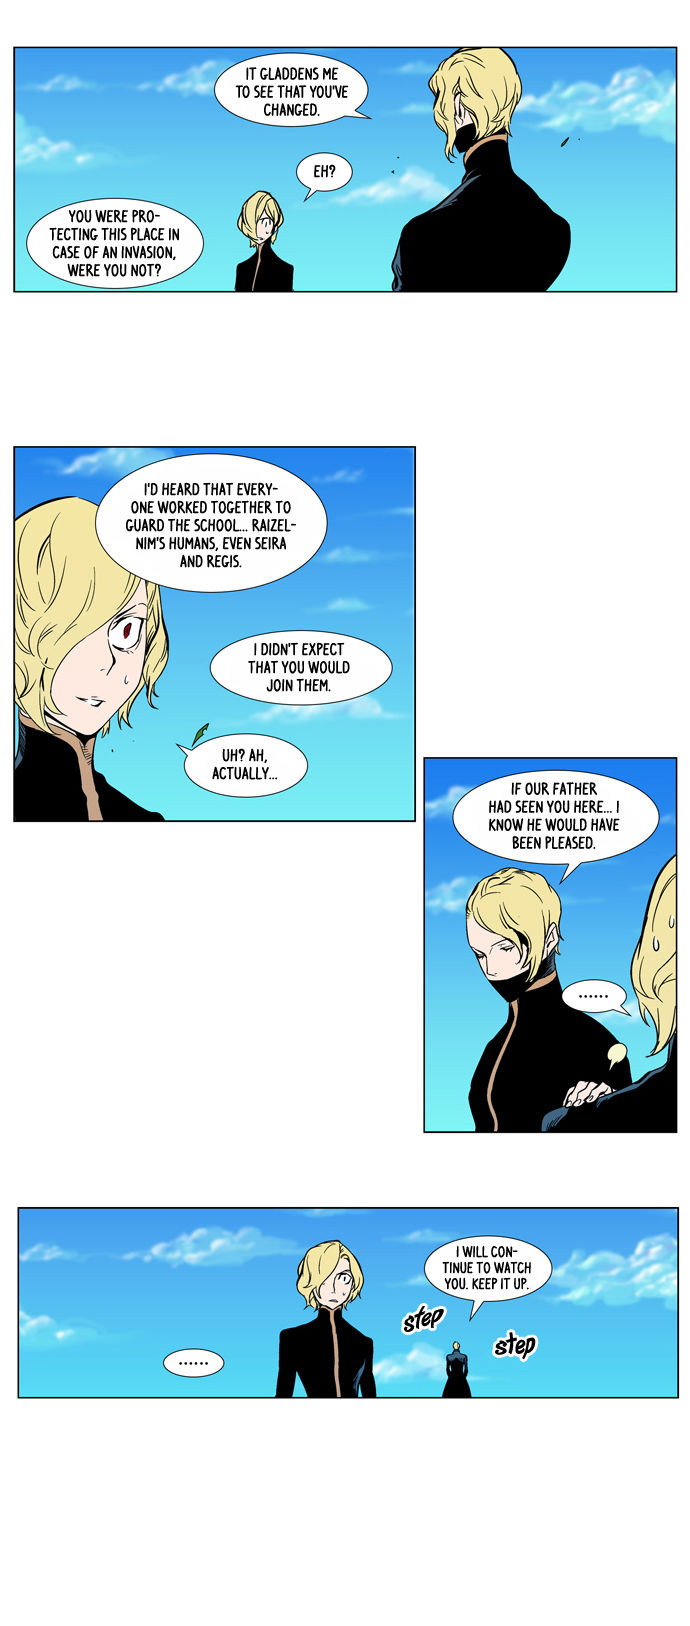 IT GLADDENS ME
TO SEE THAT YOU'VE
CHANGED.
EH?
YOU WERE PRO-
TECTING THIS PLACE IN
CASE OF AN INVASION,
WERE YOU NOT?
I'D HEARD THAT EVERY-
ONE WORKED TOGETHER TO
GUARD THE SCHOOL... RAIZEL-
NIM'S HUMANS, EVEN SEIRA
AND REGIS.
I DIDN'T EXPECT
THAT YOU WOULD
JOIN THEM.
UH? AH,
ACTUALLY...
IF OUR FATHER
HAD SEEN YOU HERE... I
KNOW HE WOULD HAVE
BEEN PLEASED.
......
I WILL CON-
TINUE TO WATCH
YOU. KEEP IT UP.
step
step
......